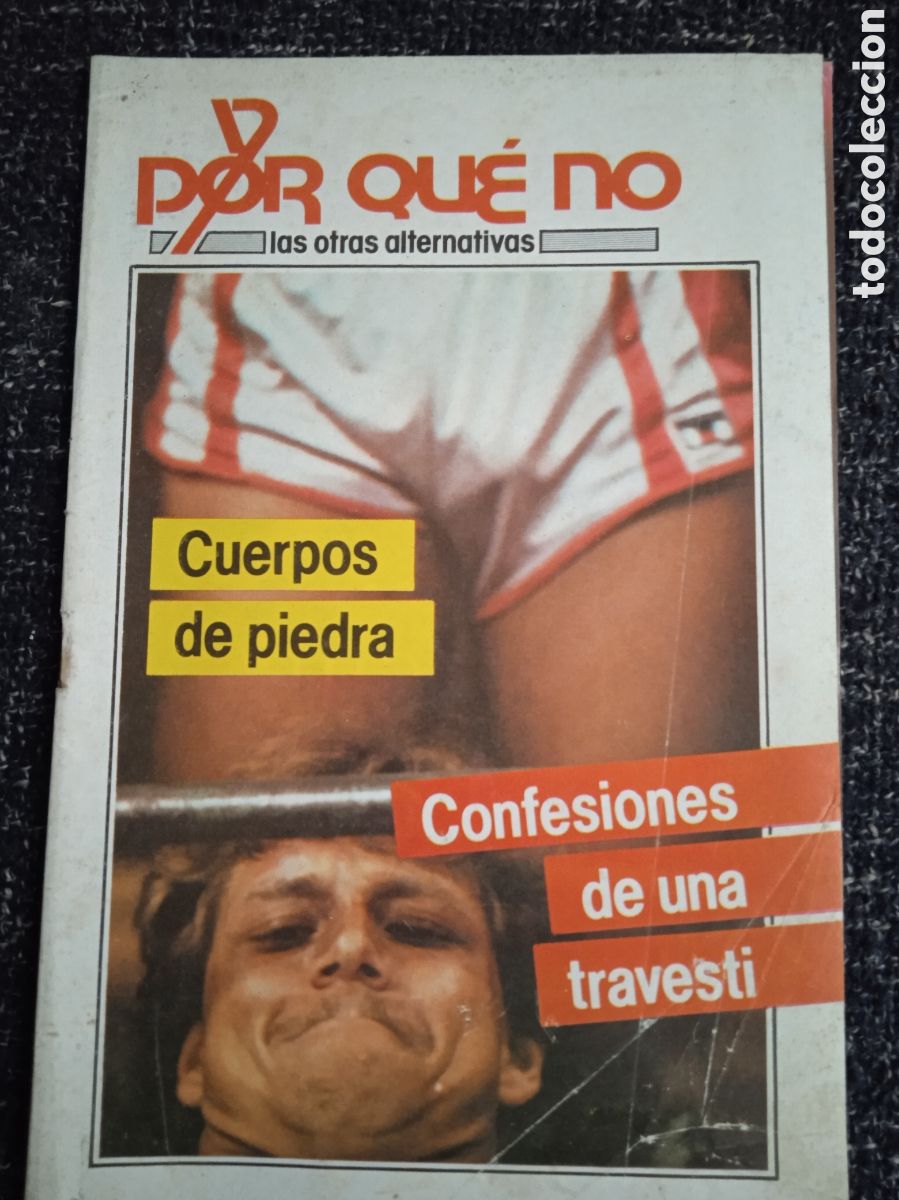 Y
POR QUÉ NO
las otras alternativas
Cuerpos
de piedra
Confesiones
de una
travesti
todocoleccion